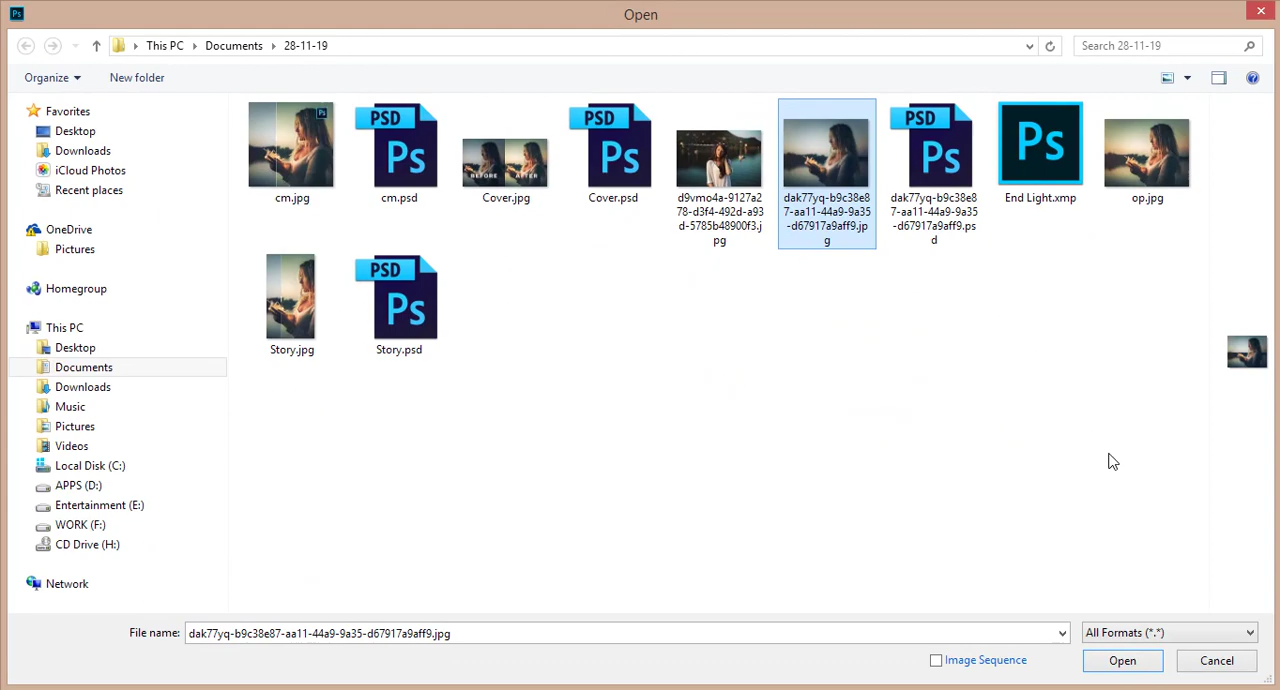 Open
This PC
Documents
28-11-19
Search 28-11-19
Organize
New folder
Favorites
Desktop
Downloads
iCloud Photos
Recent places
OneDrive
Pictures
Homegroup
This PC
Desktop
Documents
Downloads
Music
Pictures
Videos
Local Disk (C:)
APPS (D:)
Entertainment (E:)
WORK (F:)
CD Drive (H:)
Network
Ps
cm.jpg
PSD
Ps
cm.psd
BEFORE
AFTER
Cover.jpg
PSD
Ps
Cover.psd
d9vmo4a-9127a2
78-d3f4-492d-a93
d-5785b48900f3.j
pg
dak77yq-b9c38e8
7-aa11-44a9-9a35
-d67917a9aff9.jp
g
PSD
Ps
dak77yq-b9c38e8
7-aa11-44a9-9a35
-d67917a9aff9.ps
d
Ps
End Light.xmp
op.jpg
Story.jpg
PSD
Ps
Story.psd
File name:
dak77yq-b9c38e87-aa11-44a9-9a35-d67917a9aff9.jpg
All Formats (*.*)
Image Sequence
Open
Cancel